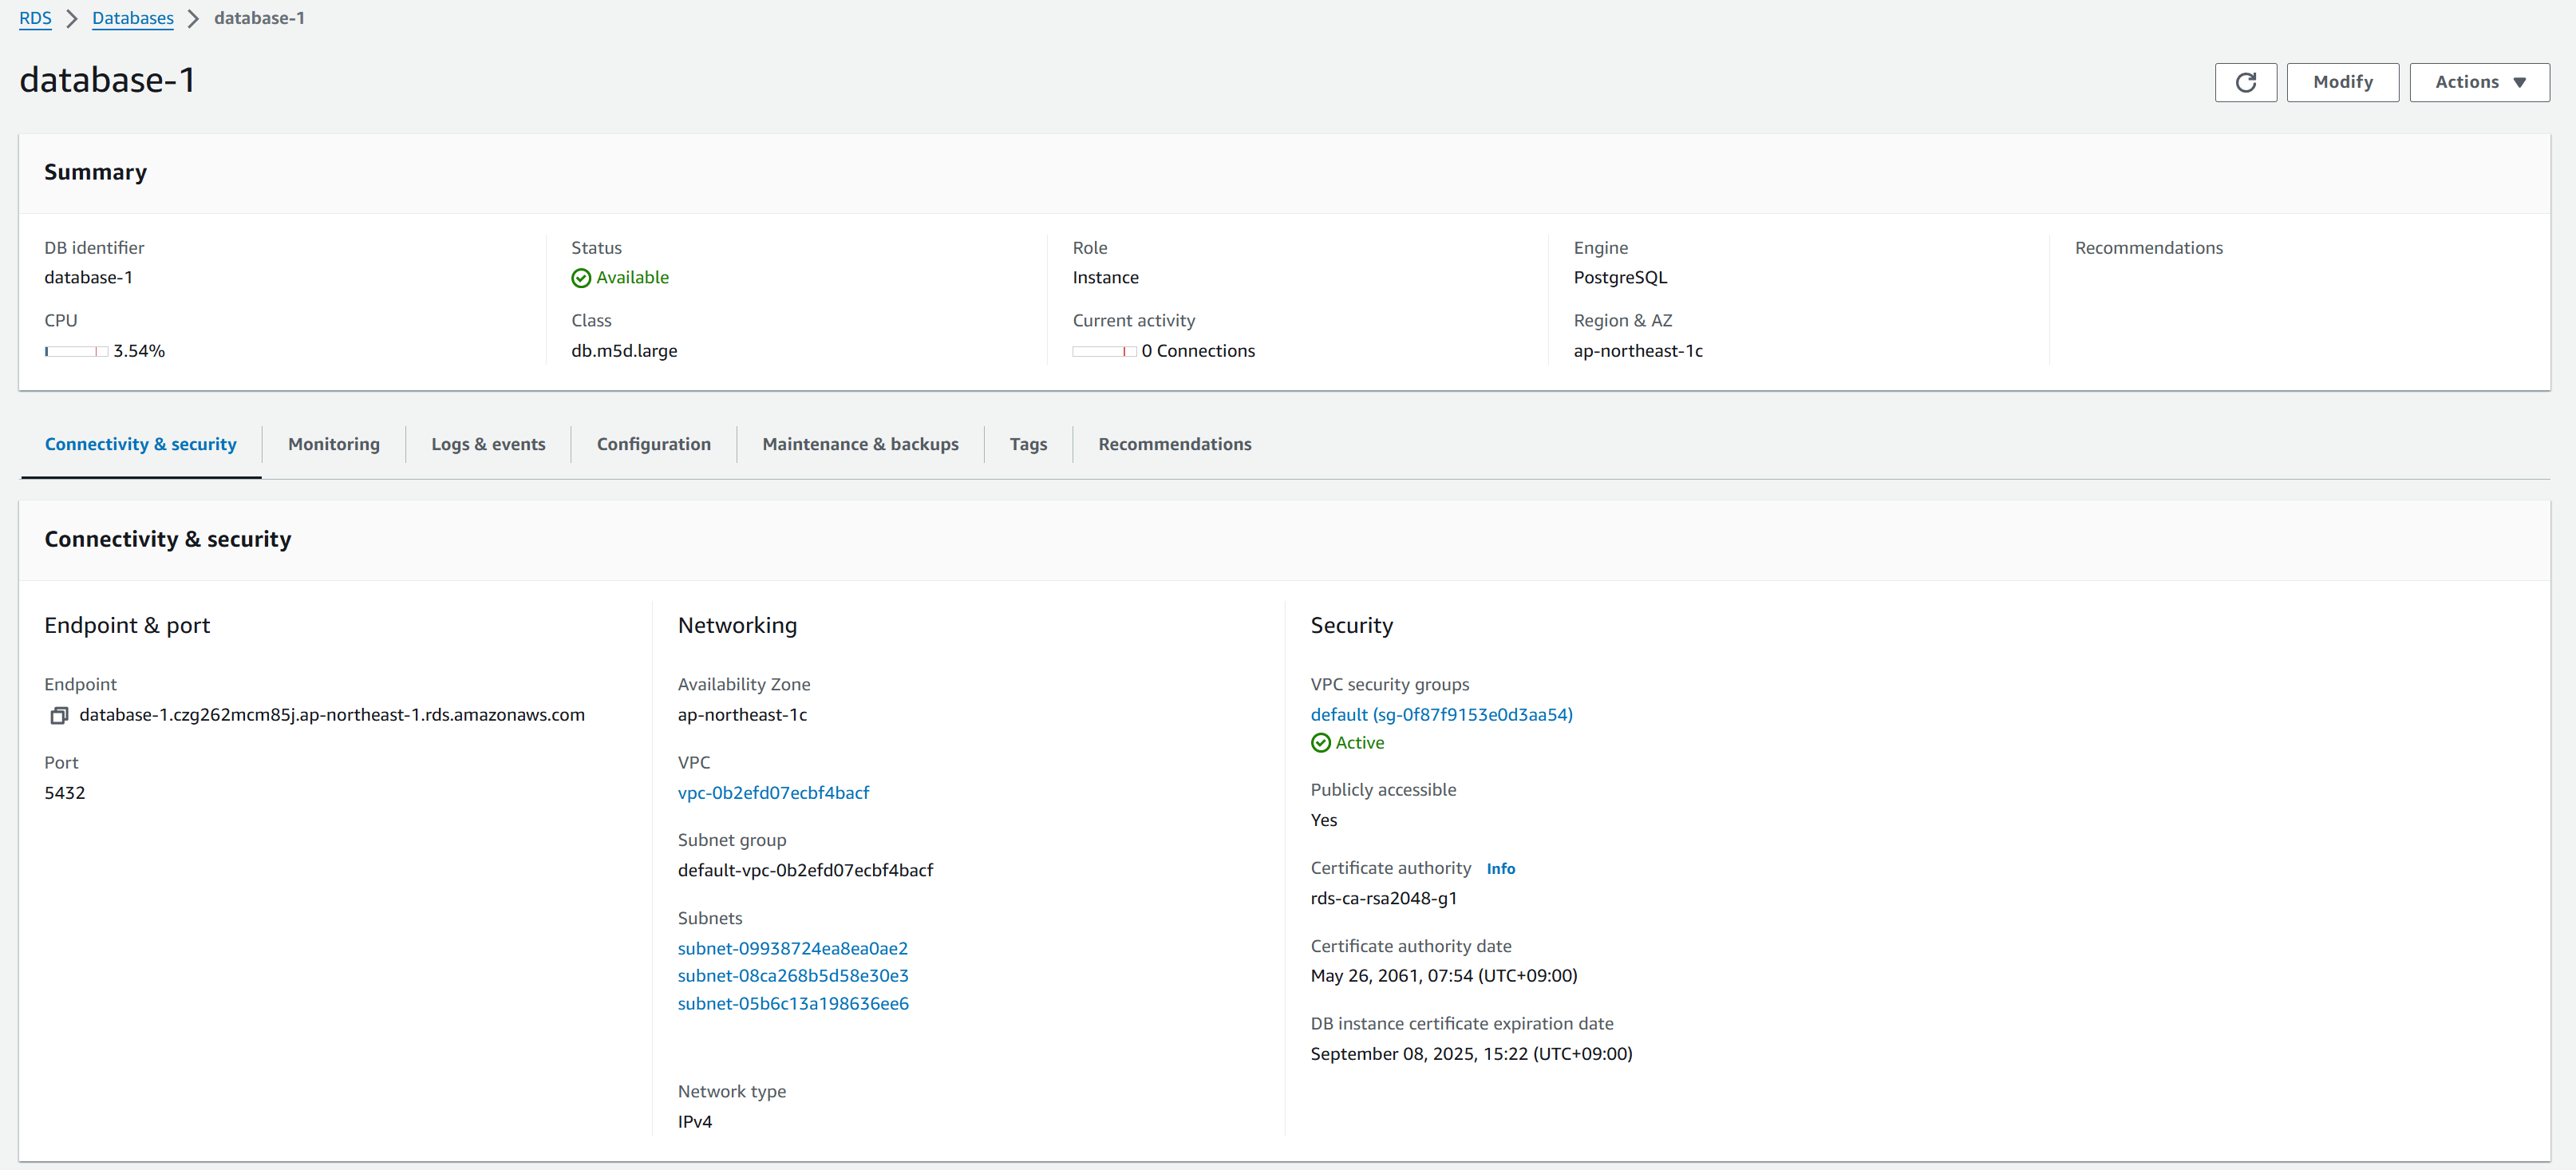 RDS > Databases > database-1
database-1
Modify
Actions
Summary
DB identifier
database-1
Status
Available
Role
Instance
Engine
PostgreSQL
Recommendations
CPU
3.54%
Class
db.m5d.large
Current activity
0 Connections
Region & AZ
ap-northeast-1c
Connectivity & security
Monitoring
Logs & events
Configuration
Maintenance & backups
Tags
Recommendations
Connectivity & security
Endpoint & port
Endpoint
database-1.czg262mcm85j.ap-northeast-1.rds.amazonaws.com
Port
5432
Networking
Availability Zone
ap-northeast-1c
VPC
vpc-0b2efd07ecbf4bacf
Subnet group
default-vpc-0b2efd07ecbf4bacf
Subnets
subnet-09938724ea8ea0ae2
subnet-08ca268b5d58e30e3
subnet-05b6c13a198636ee6
Network type
IPv4
Security
VPC security groups
default (sg-0f87f9153e0d3aa54)
Active
Publicly accessible
Yes
Certificate authority Info
rds-ca-rsa2048-g1
Certificate authority date
May 26, 2061, 07:54 (UTC+09:00)
DB instance certificate expiration date
September 08, 2025, 15:22 (UTC+09:00)